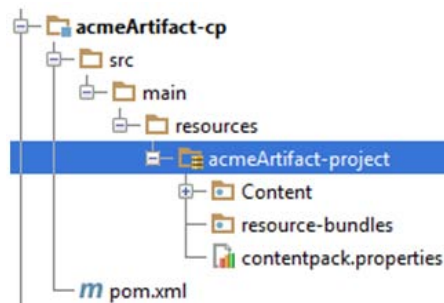 acmeArtifact-cp
src
main
resources
acmeArtifact-project
Content
resource-bundles
contentpack.properties
m pom.xml